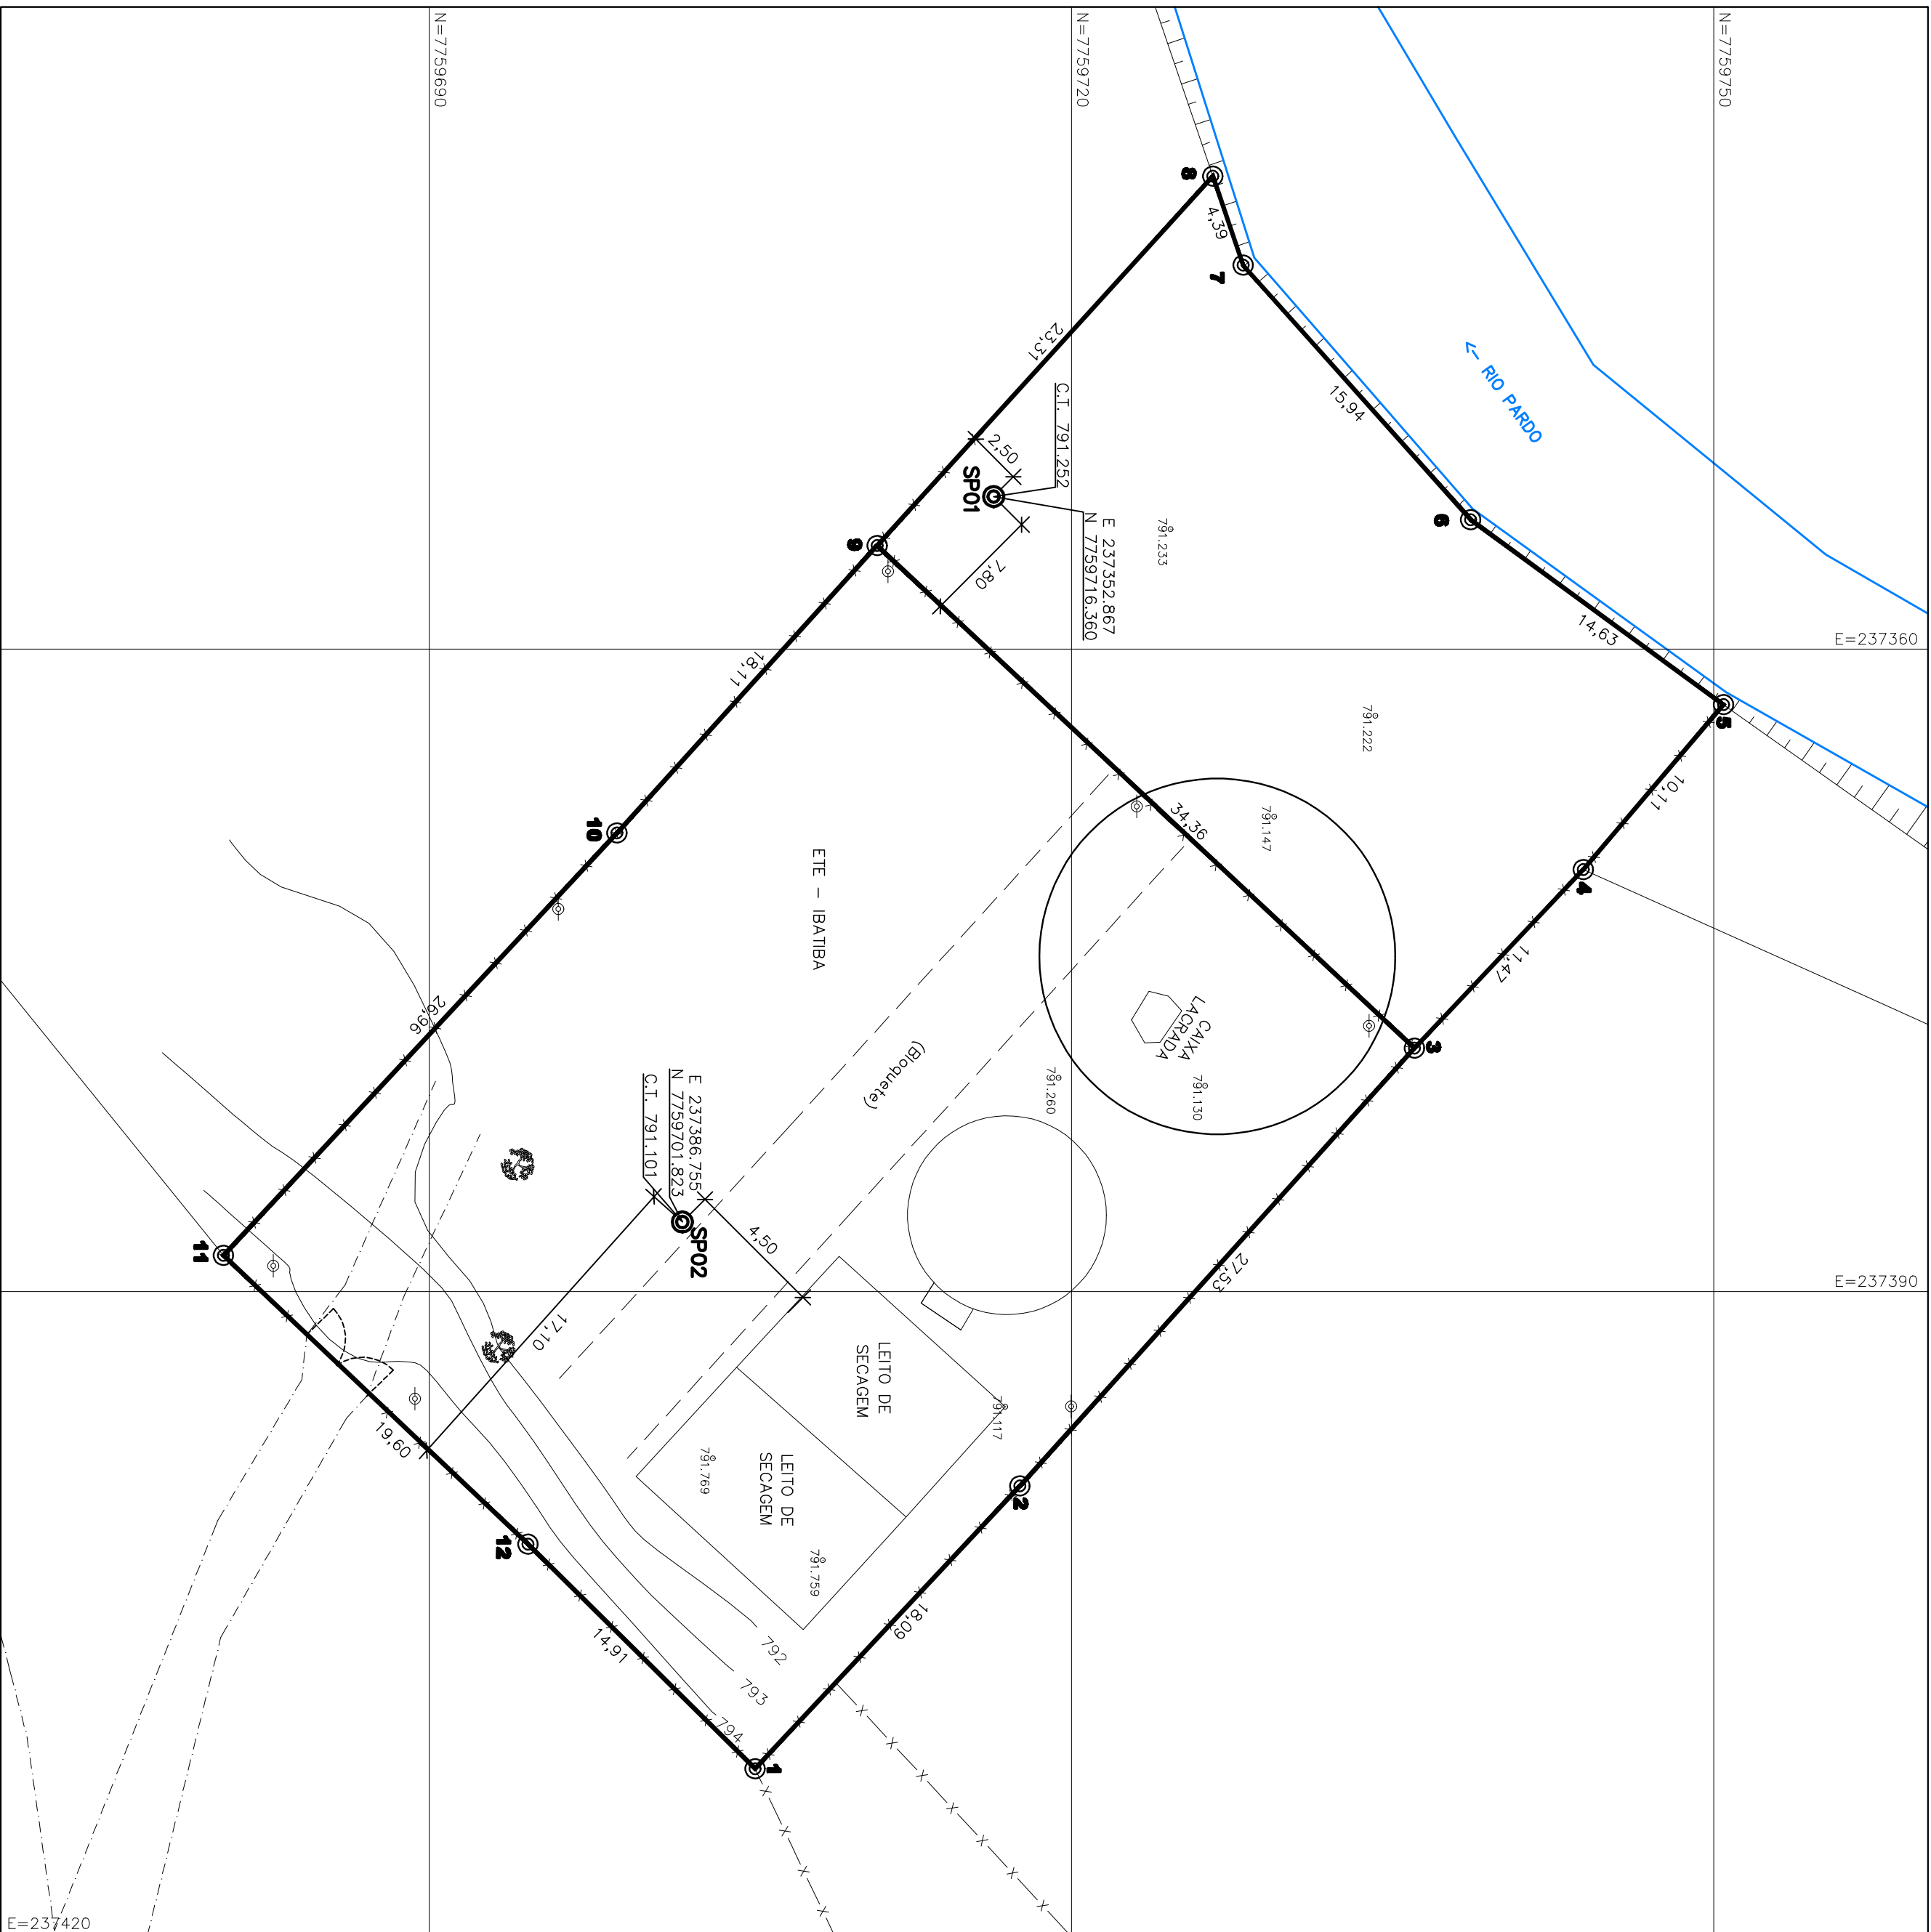 N=7759690
N=7759720
N=7759750
E=237360
E=237390
E=237420
<- RIO PARDO
8
4,39
7
15,94
6
14,63
5
10,11
4
11,47
3
27,53
2
18,09
1
14,91
12
19,60
11
26,96
10
18,11
9
23,31
34,36
2,50
7,80
SP01
C.T. 791.252
E 237352.867
N 7759716.360
791.233
791.222
791.147
791.130
791.260
791.117
791.769
791.759
CAIXA
LACRADA
ETE - IBATIBA
(Bloquete)
E 237386.755
N 7759701.823
C.T. 791.101
SP02
4,50
17,10
LEITO DE
SECAGEM
LEITO DE
SECAGEM
792
793
794